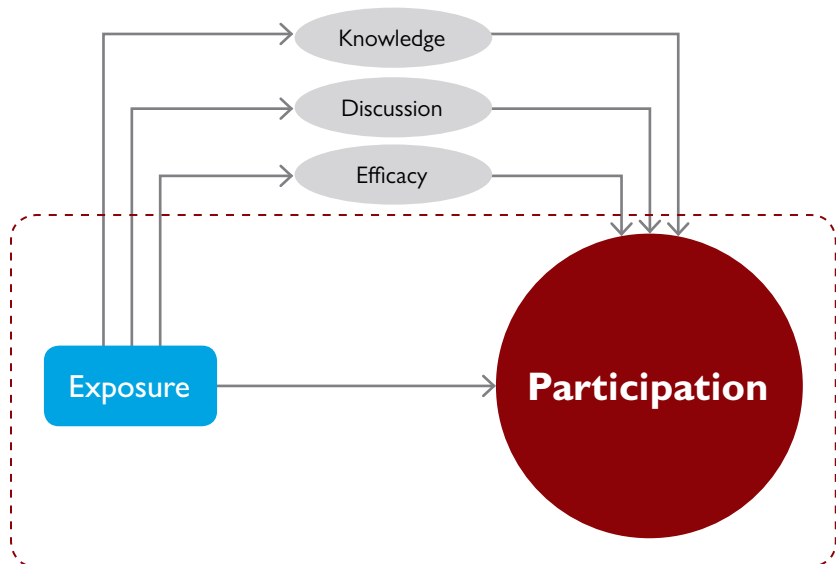 Knowledge
Discussion
Efficacy
Exposure
Participation